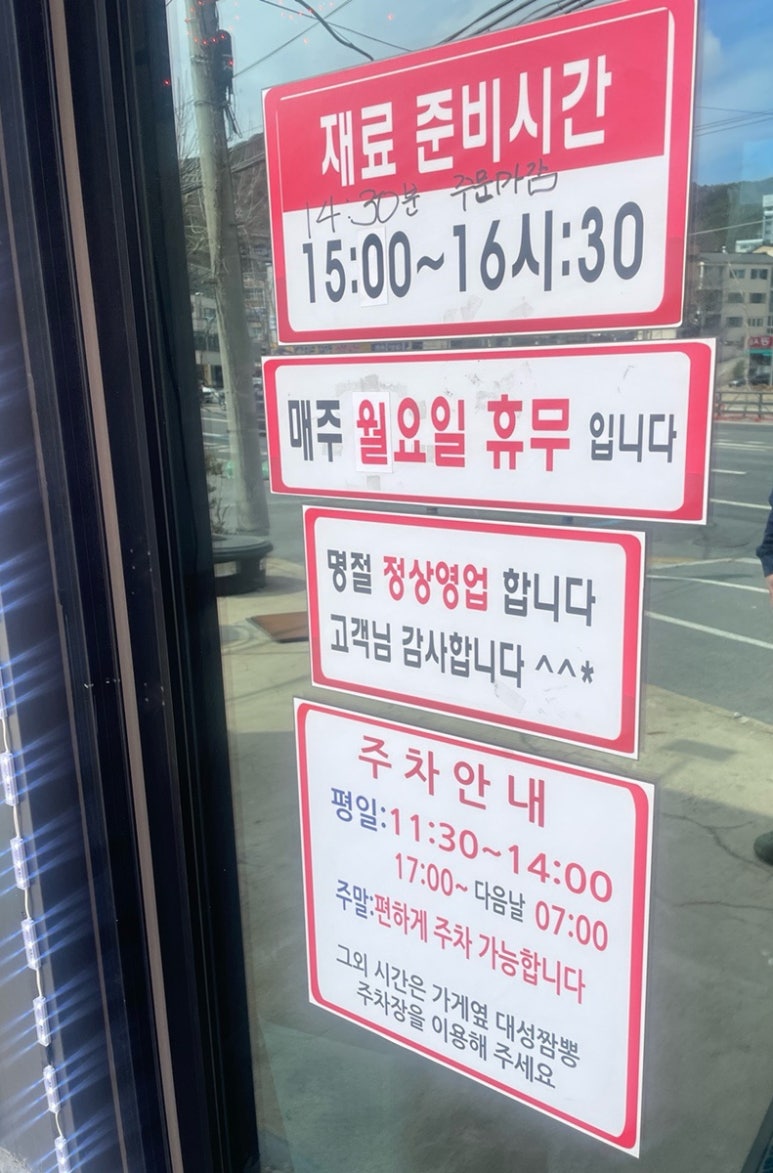 재료 준비시간
14:30분 주문마감
15:00~16시:30
매주 월요일 휴무 입니다
명절 정상영업 합니다
고객님 감사합니다 ^^*
주차안내
평일:11:30~14:00
17:00~ 다음날 07:00
주말:편하게 주차 가능합니다
그외 시간은 가게옆 대성짬뽕
주차장을 이용해 주세요